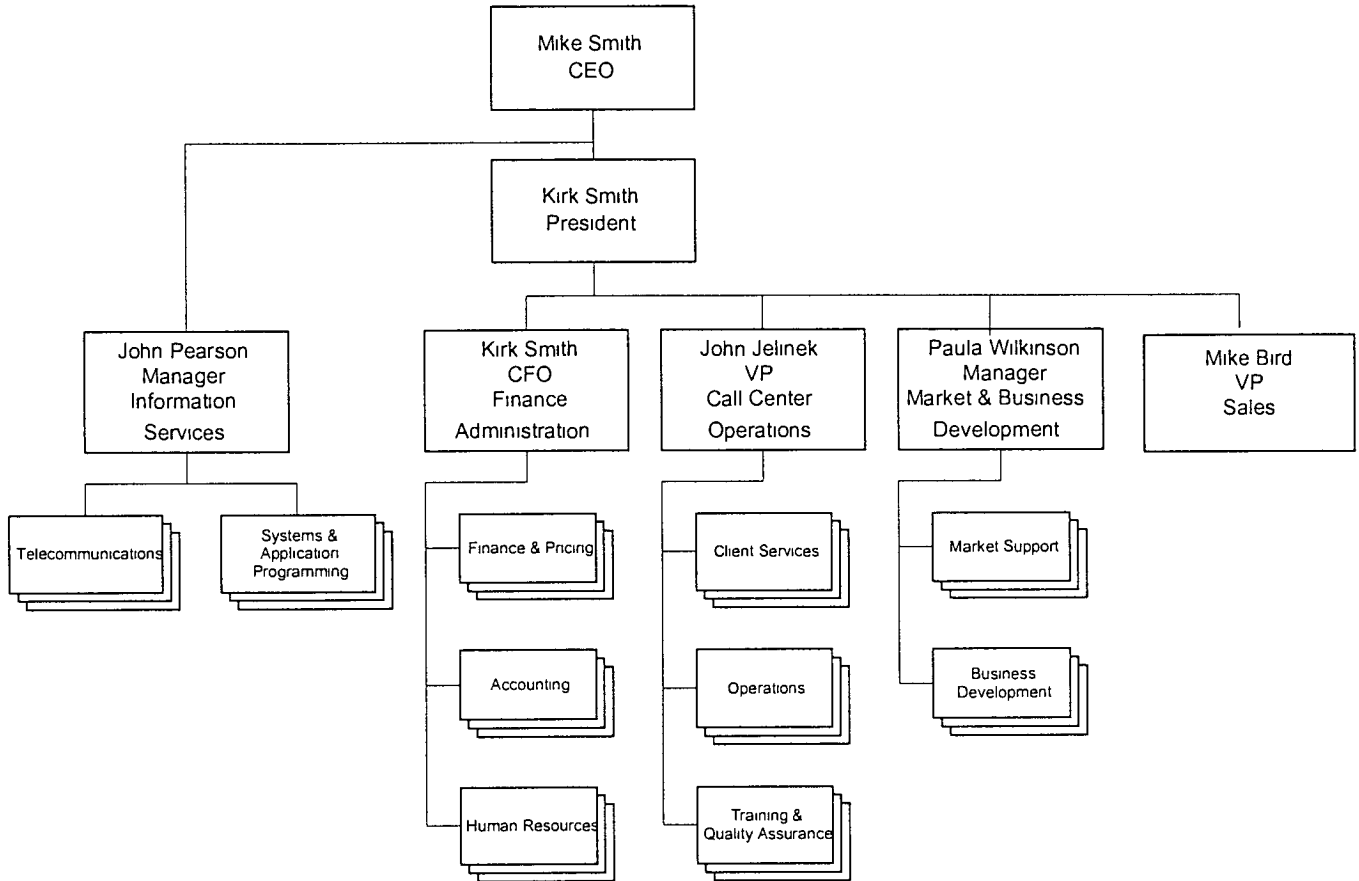 Mike Smith
CEO
Kirk Smith
President
John Pearson
Manager
Information
Services
Kirk Smith
CFO
Finance
Administration
John Jelinek
VP
Call Center
Operations
Paula Wilkinson
Manager
Market & Business
Development
Mike Bird
VP
Sales
Telecommunications
Systems &
Application
Programming
Finance & Pricing
Accounting
Human Resources
Client Services
Operations
Training &
Quality Assurance
Market Support
Business
Development